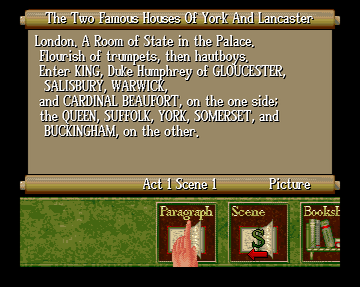 The Two Famous Houses Of York And Lancaster
London. A Room of State in the Palace.
Flourish of trumpets, then hautboys.
Enter KING, Duke Humphrey of GLOUCESTER,
SALISBURY, WARWICK,
and CARDINAL BEAUFORT, on the one side;
the QUEEN, SUFFOLK, YORK, SOMERSET, and
BUCKINGHAM, on the other.
Act 1 Scene 1 Picture
Paragraph Scene Booksh
S